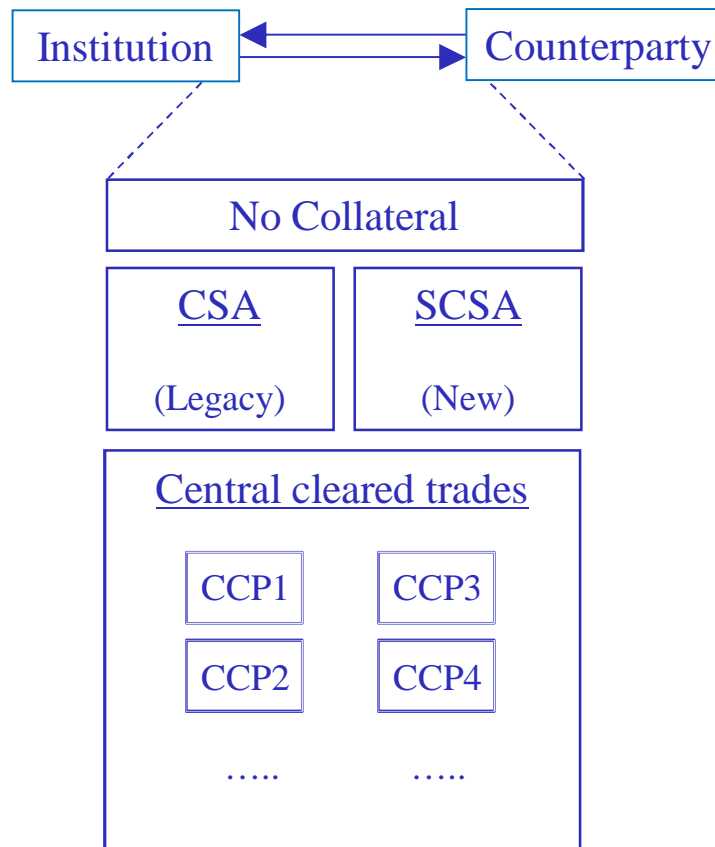 Institution
Counterparty
No Collateral
CSA
SCSA
(Legacy)
(New)
Central cleared trades
CCP1
CCP3
CCP2
CCP4
…..
…..